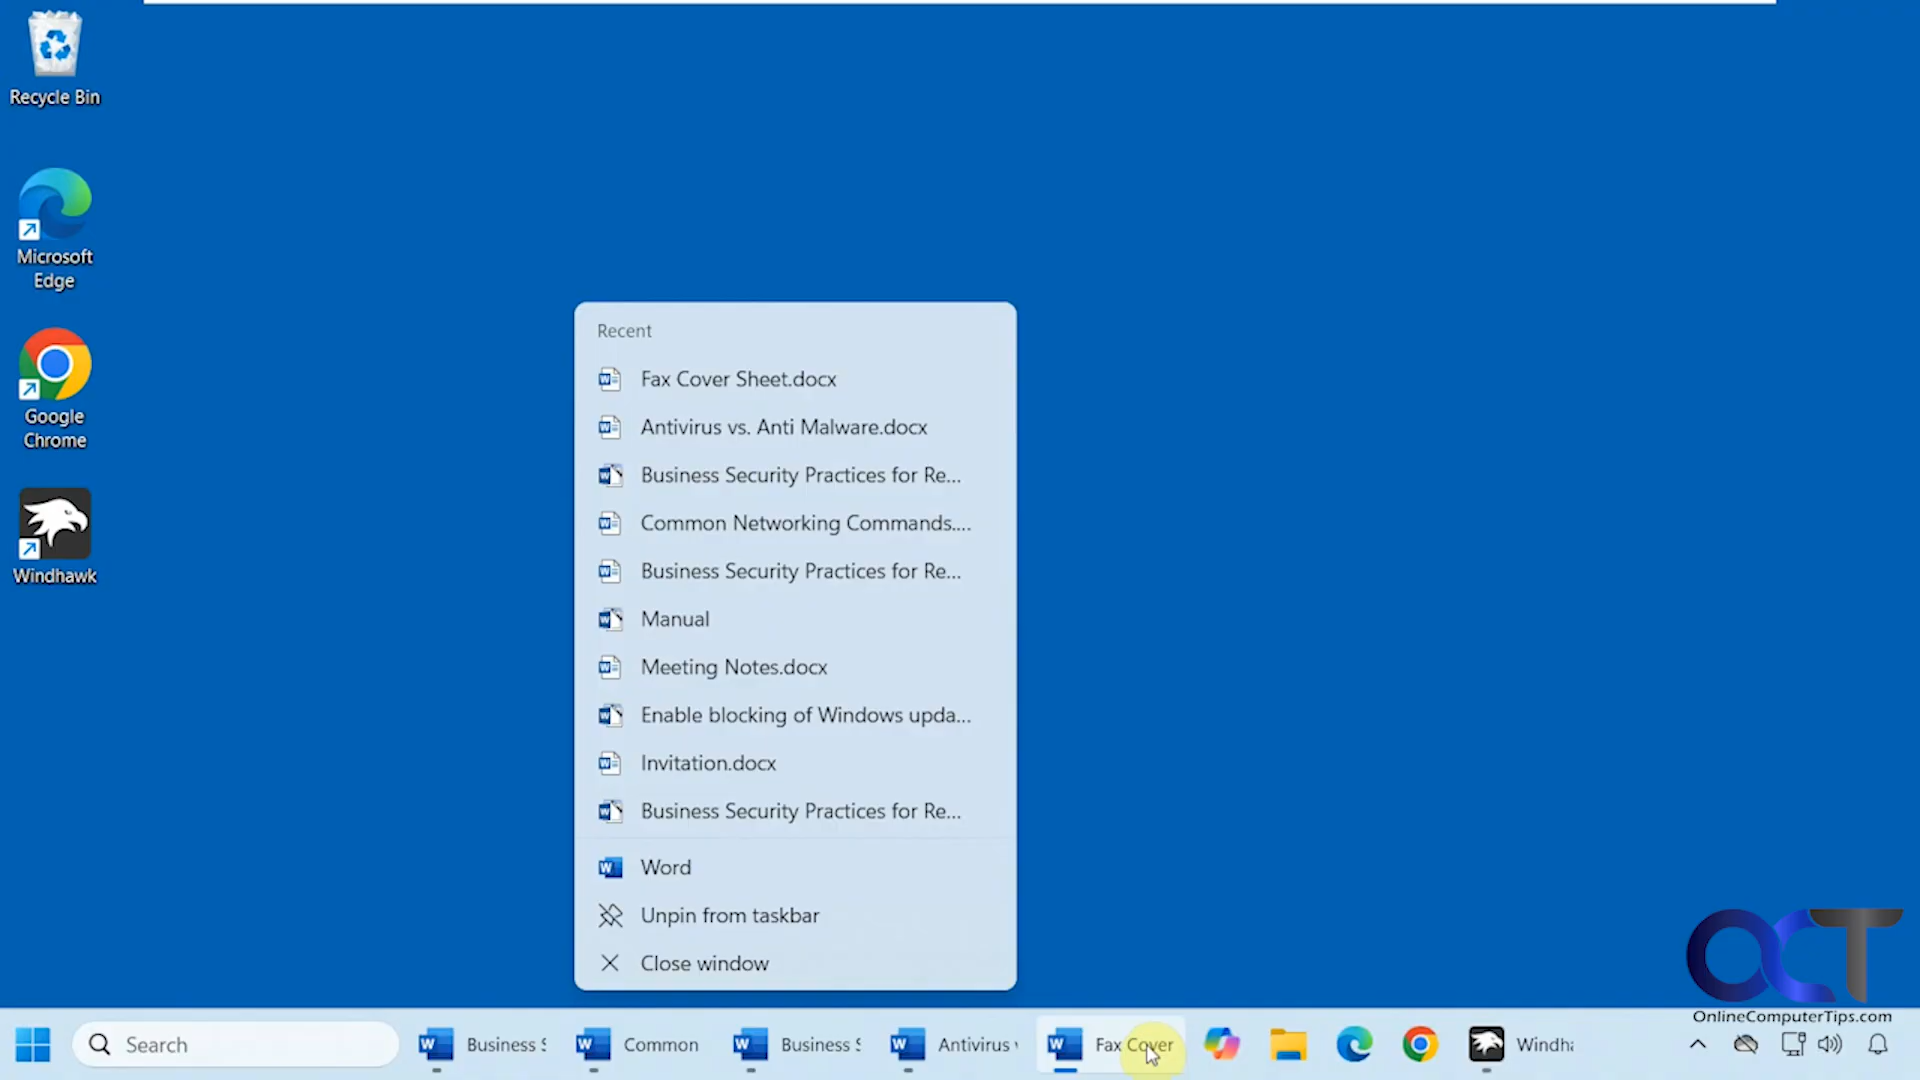 Recycle Bin
Microsoft
Edge
Google
Chrome
Windhawk
Recent
Fax Cover Sheet.docx
Antivirus vs. Anti Malware.docx
Business Security Practices for Re...
Common Networking Commands....
Business Security Practices for Re...
Manual
Meeting Notes.docx
Enable blocking of Windows upda...
Invitation.docx
Business Security Practices for Re...
Word
Unpin from taskbar
Close window
OCT
OnlineComputerTips.com
Search
Business S
Common
Business S
Antivirus v
Fax Cover
Windha